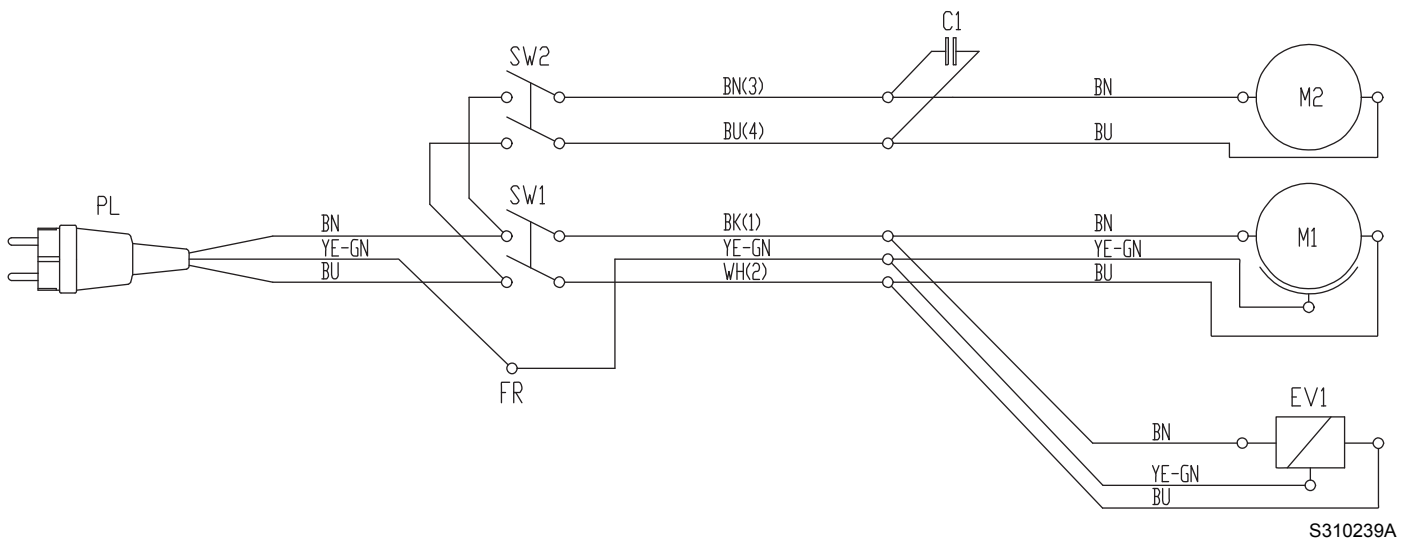 C1
SW2
BN(3) BN M2
BU(4) BU
PL SW1
BN BK(1) BN M1
YE-GN YE-GN YE-GN
BU WH(2) BU
FR
EV1
BN
YE-GN
BU
S310239A